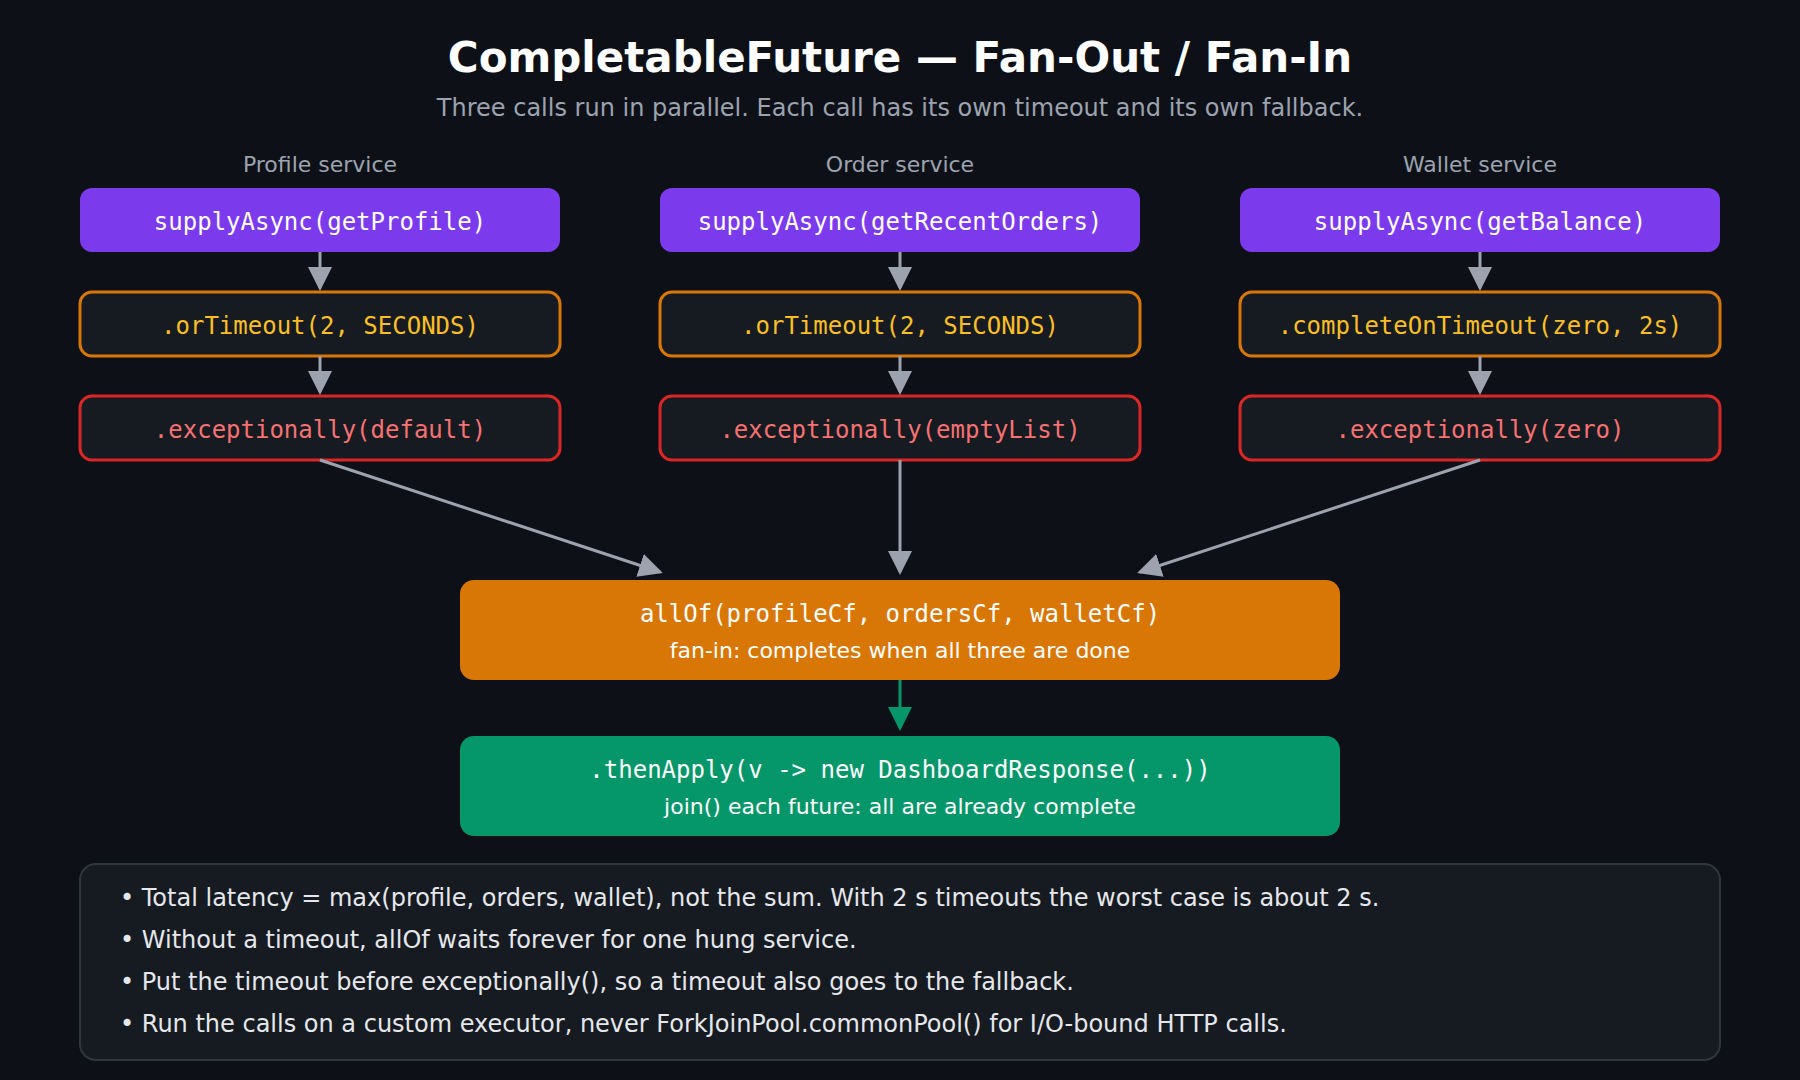 CompletableFuture — Fan-Out / Fan-In
Three calls run in parallel. Each call has its own timeout and its own fallback.
Profile service
supplyAsync(getProfile)
.orTimeout(2, SECONDS)
.exceptionally(default)
Order service
supplyAsync(getRecentOrders)
.orTimeout(2, SECONDS)
.exceptionally(emptyList)
Wallet service
supplyAsync(getBalance)
.completeOnTimeout(zero, 2s)
.exceptionally(zero)
allOf(profileCf, ordersCf, walletCf)
fan-in: completes when all three are done
.thenApply(v -> new DashboardResponse(...))
join() each future: all are already complete
• Total latency = max(profile, orders, wallet), not the sum. With 2 s timeouts the worst case is about 2 s.
• Without a timeout, allOf waits forever for one hung service.
• Put the timeout before exceptionally(), so a timeout also goes to the fallback.
• Run the calls on a custom executor, never ForkJoinPool.commonPool() for I/O-bound HTTP calls.